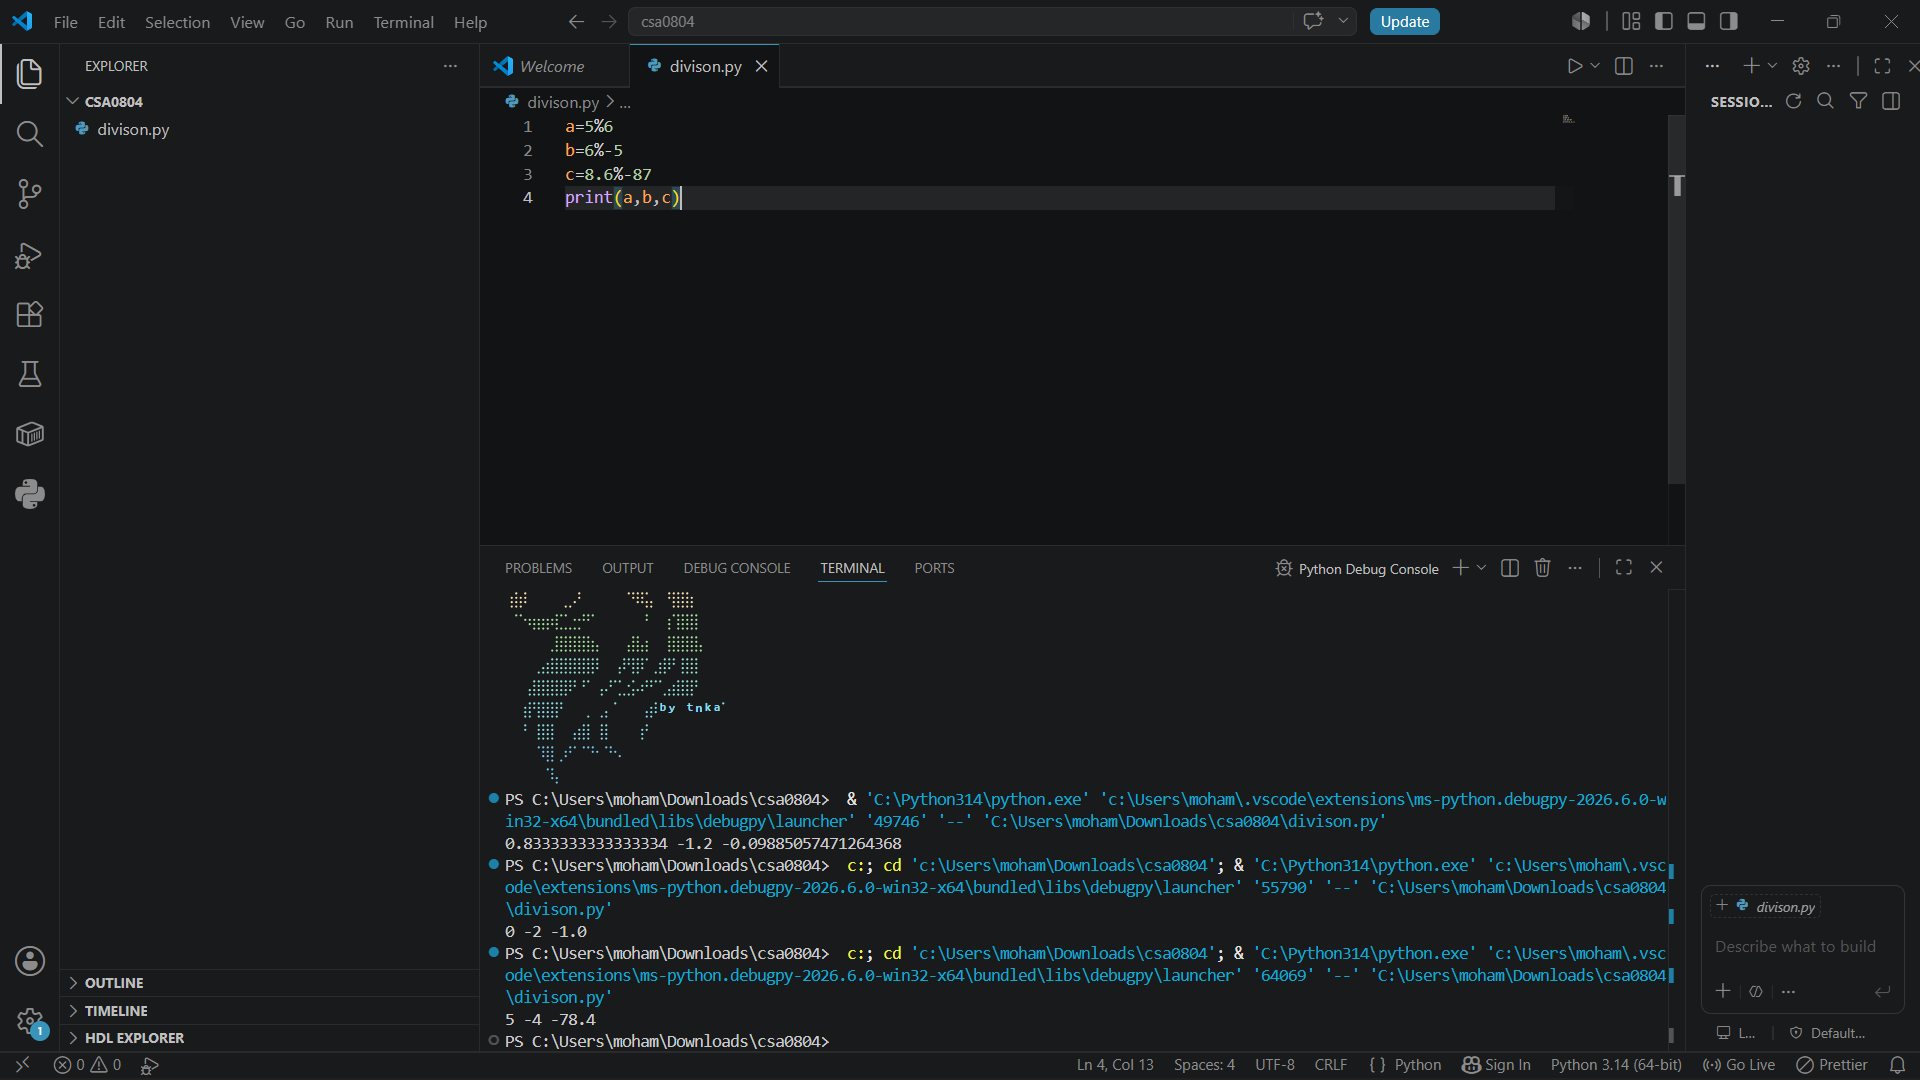 File Edit Selection View Go Run Terminal Help
csa0804
Update
EXPLORER
CSA0804
divison.py
OUTLINE
TIMELINE
HDL EXPLORER
1
Welcome
divison.py
divison.py > ...
1 a=5%6
2 b=6%-5
3 c=8.6%-87
4 print(a,b,c)
SESSIO...
PROBLEMS OUTPUT DEBUG CONSOLE TERMINAL PORTS
Python Debug Console
by tnka
PS C:\Users\moham\Downloads\csa0804>  & 'C:\Python314\python.exe' 'c:\Users\moham\.vscode\extensions\ms-python.debugpy-2026.6.0-w
in32-x64\bundled\libs\debugpy\launcher' '49746' '--' 'C:\Users\moham\Downloads\csa0804\divison.py'
0.8333333333333334 -1.2 -0.09885057471264368
PS C:\Users\moham\Downloads\csa0804>  c:; cd 'c:\Users\moham\Downloads\csa0804'; & 'C:\Python314\python.exe' 'c:\Users\moham\.vsc
ode\extensions\ms-python.debugpy-2026.6.0-win32-x64\bundled\libs\debugpy\launcher' '55790' '--' 'C:\Users\moham\Downloads\csa0804
\divison.py'
0 -2 -1.0
PS C:\Users\moham\Downloads\csa0804>  c:; cd 'c:\Users\moham\Downloads\csa0804'; & 'C:\Python314\python.exe' 'c:\Users\moham\.vsc
ode\extensions\ms-python.debugpy-2026.6.0-win32-x64\bundled\libs\debugpy\launcher' '64069' '--' 'C:\Users\moham\Downloads\csa0804
\divison.py'
5 -4 -78.4
PS C:\Users\moham\Downloads\csa0804>
divison.py
Describe what to build
L... Default...
0 0
Ln 4, Col 13 Spaces: 4 UTF-8 CRLF { } Python Sign In Python 3.14 (64-bit) Go Live Prettier